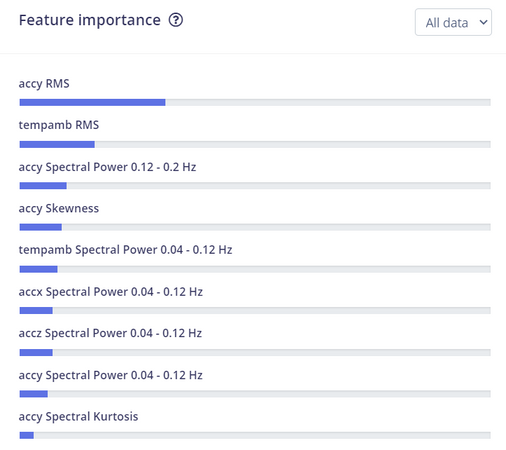 Feature importance ?
All data
accy RMS
tempamb RMS
accy Spectral Power 0.12 - 0.2 Hz
accy Skewness
tempamb Spectral Power 0.04 - 0.12 Hz
accx Spectral Power 0.04 - 0.12 Hz
accz Spectral Power 0.04 - 0.12 Hz
accy Spectral Power 0.04 - 0.12 Hz
accy Spectral Kurtosis